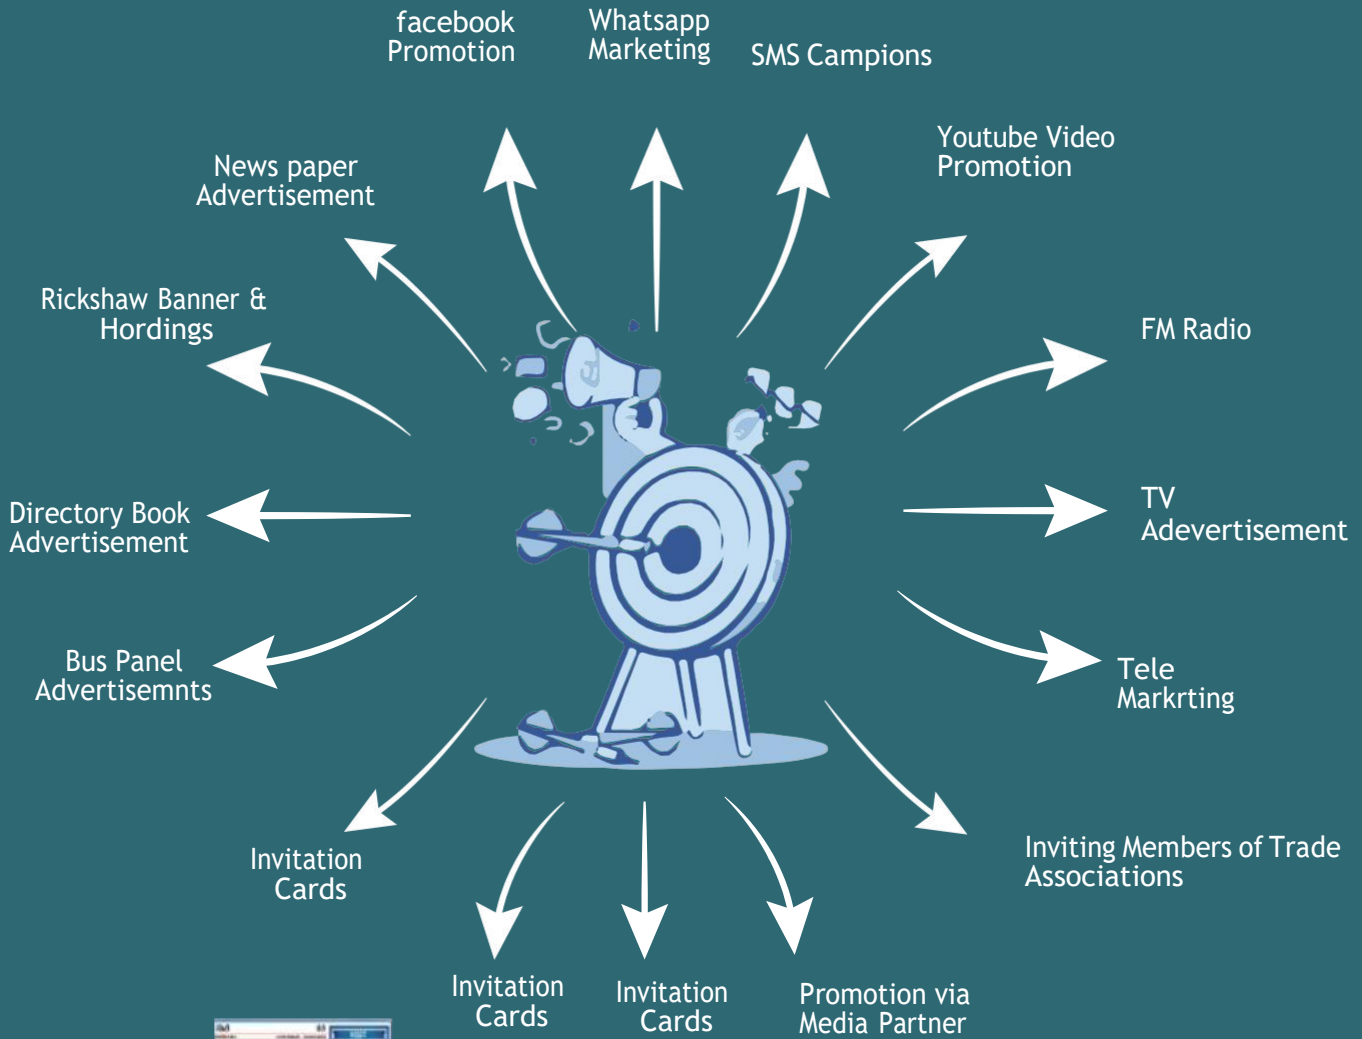 facebook
Promotion
Whatsapp
Marketing
SMS Campions
Youtube Video
Promotion
News paper
Advertisement
Rickshaw Banner &
Hordings
FM Radio
Directory Book
Advertisement
TV
Adevertisement
Bus Panel
Advertisemnts
Tele
Markrting
Invitation
Cards
Inviting Members of Trade
Associations
Invitation
Cards
Invitation
Cards
Promotion via
Media Partner